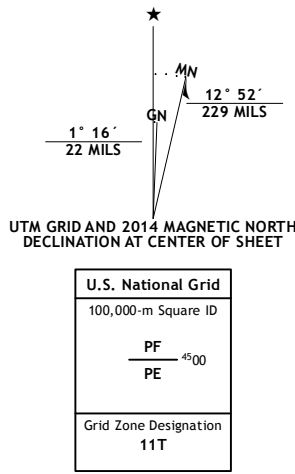 ★
MN
GN
12° 52´
229 MILS
1° 16´
22 MILS
UTM GRID AND 2014 MAGNETIC NORTH
DECLINATION AT CENTER OF SHEET
U.S. National Grid
100,000-m Square ID
PF
⁴⁵00
PE
Grid Zone Designation
11T